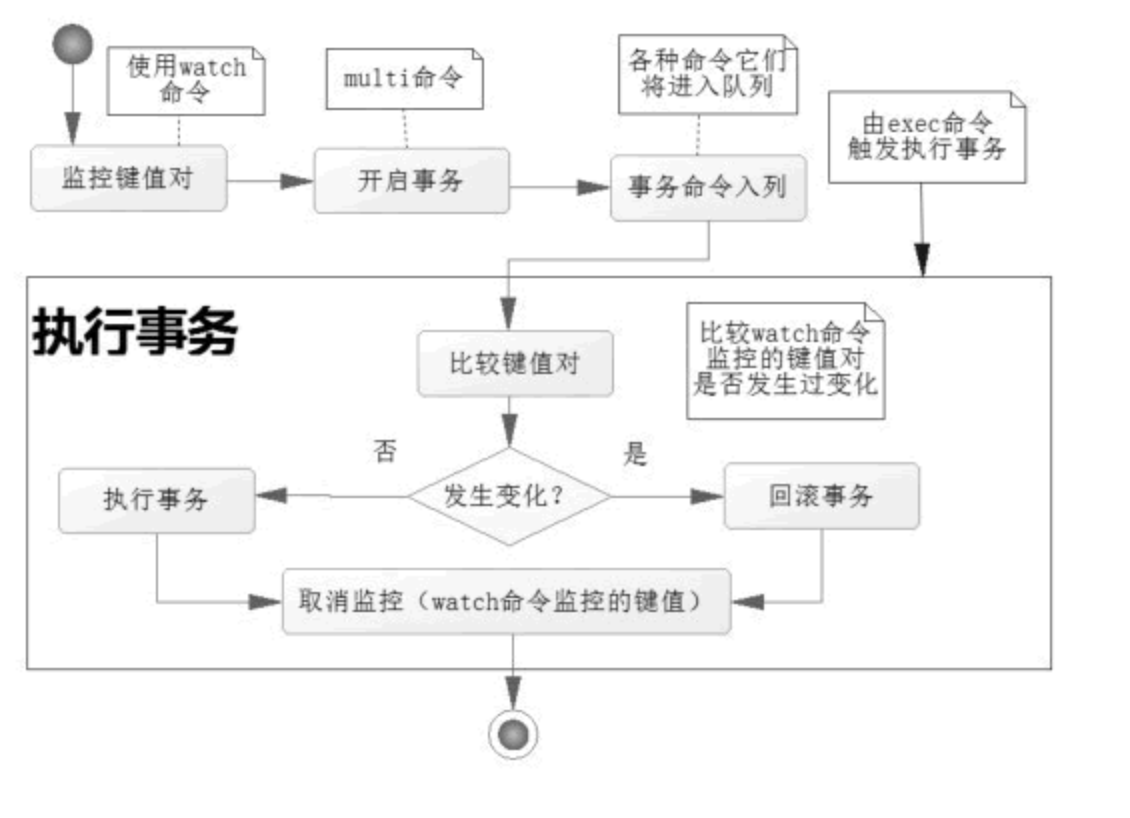 使用watch
命令
multi命令
各种命令它们
将进入队列
由exec命令
触发执行事务
监控键值对
开启事务
事务命令入列
执行事务
比较键值对
比较watch命令
监控的键值对
是否发生过变化
否
是
执行事务
发生变化？
回滚事务
取消监控（watch命令监控的键值）